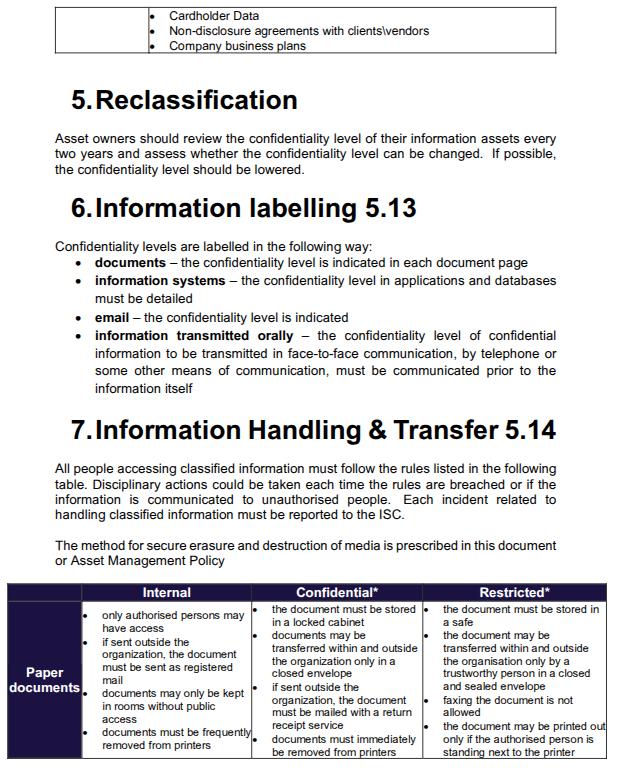 • Cardholder Data
• Non-disclosure agreements with clients\vendors
• Company business plans
5. Reclassification
Asset owners should review the confidentiality level of their information assets every
two years and assess whether the confidentiality level can be changed. If possible,
the confidentiality level should be lowered.
6. Information labelling 5.13
Confidentiality levels are labelled in the following way:
• documents – the confidentiality level is indicated in each document page
• information systems – the confidentiality level in applications and databases
must be detailed
• email – the confidentiality level is indicated
• information transmitted orally – the confidentiality level of confidential
information to be transmitted in face-to-face communication, by telephone or
some other means of communication, must be communicated prior to the
information itself
7. Information Handling & Transfer 5.14
All people accessing classified information must follow the rules listed in the following
table. Disciplinary actions could be taken each time the rules are breached or if the
information is communicated to unauthorised people. Each incident related to
handling classified information must be reported to the ISC.
The method for secure erasure and destruction of media is prescribed in this document
or Asset Management Policy
Internal
Confidential*
Restricted*
Paper
documents
• only authorised persons may
have access
• if sent outside the
organization, the document
must be sent as registered
mail
• documents may only be kept
in rooms without public
access
• documents must be frequently
removed from printers
• the document must be stored
in a locked cabinet
• documents may be
transferred within and outside
the organization only in a
closed envelope
• if sent outside the
organization, the document
must be mailed with a return
receipt service
• documents must immediately
be removed from printers
• the document must be stored in
a safe
• the document may be
transferred within and outside
the organisation only by a
trustworthy person in a closed
and sealed envelope
• faxing the document is not
allowed
• the document may be printed out
only if the authorised person is
standing next to the printer